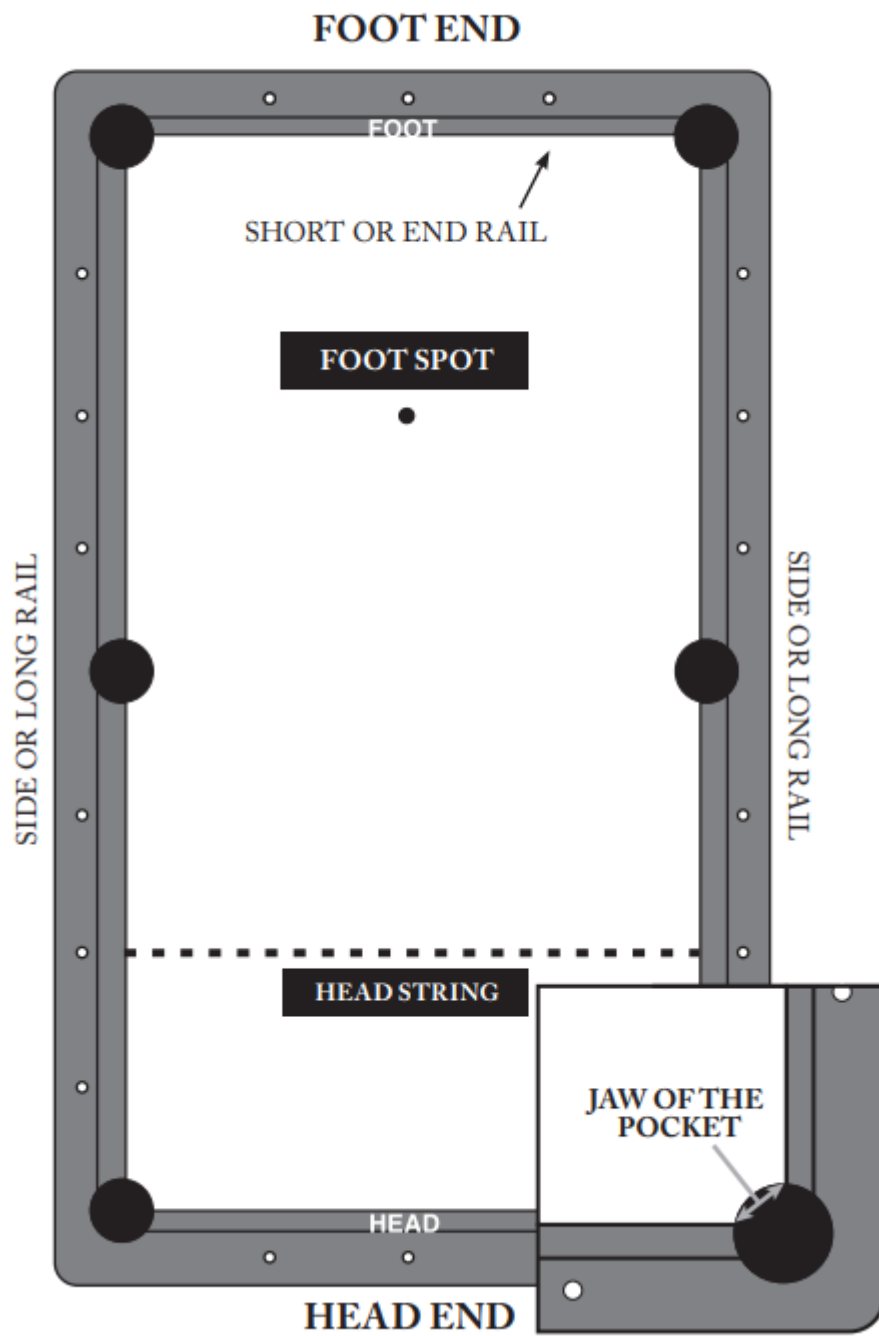 FOOT END
FOOT
SHORT OR END RAIL
FOOT SPOT
SIDE OR LONG RAIL
SIDE OR LONG RAIL
HEAD STRING
JAW OF THE
POCKET
HEAD
HEAD END